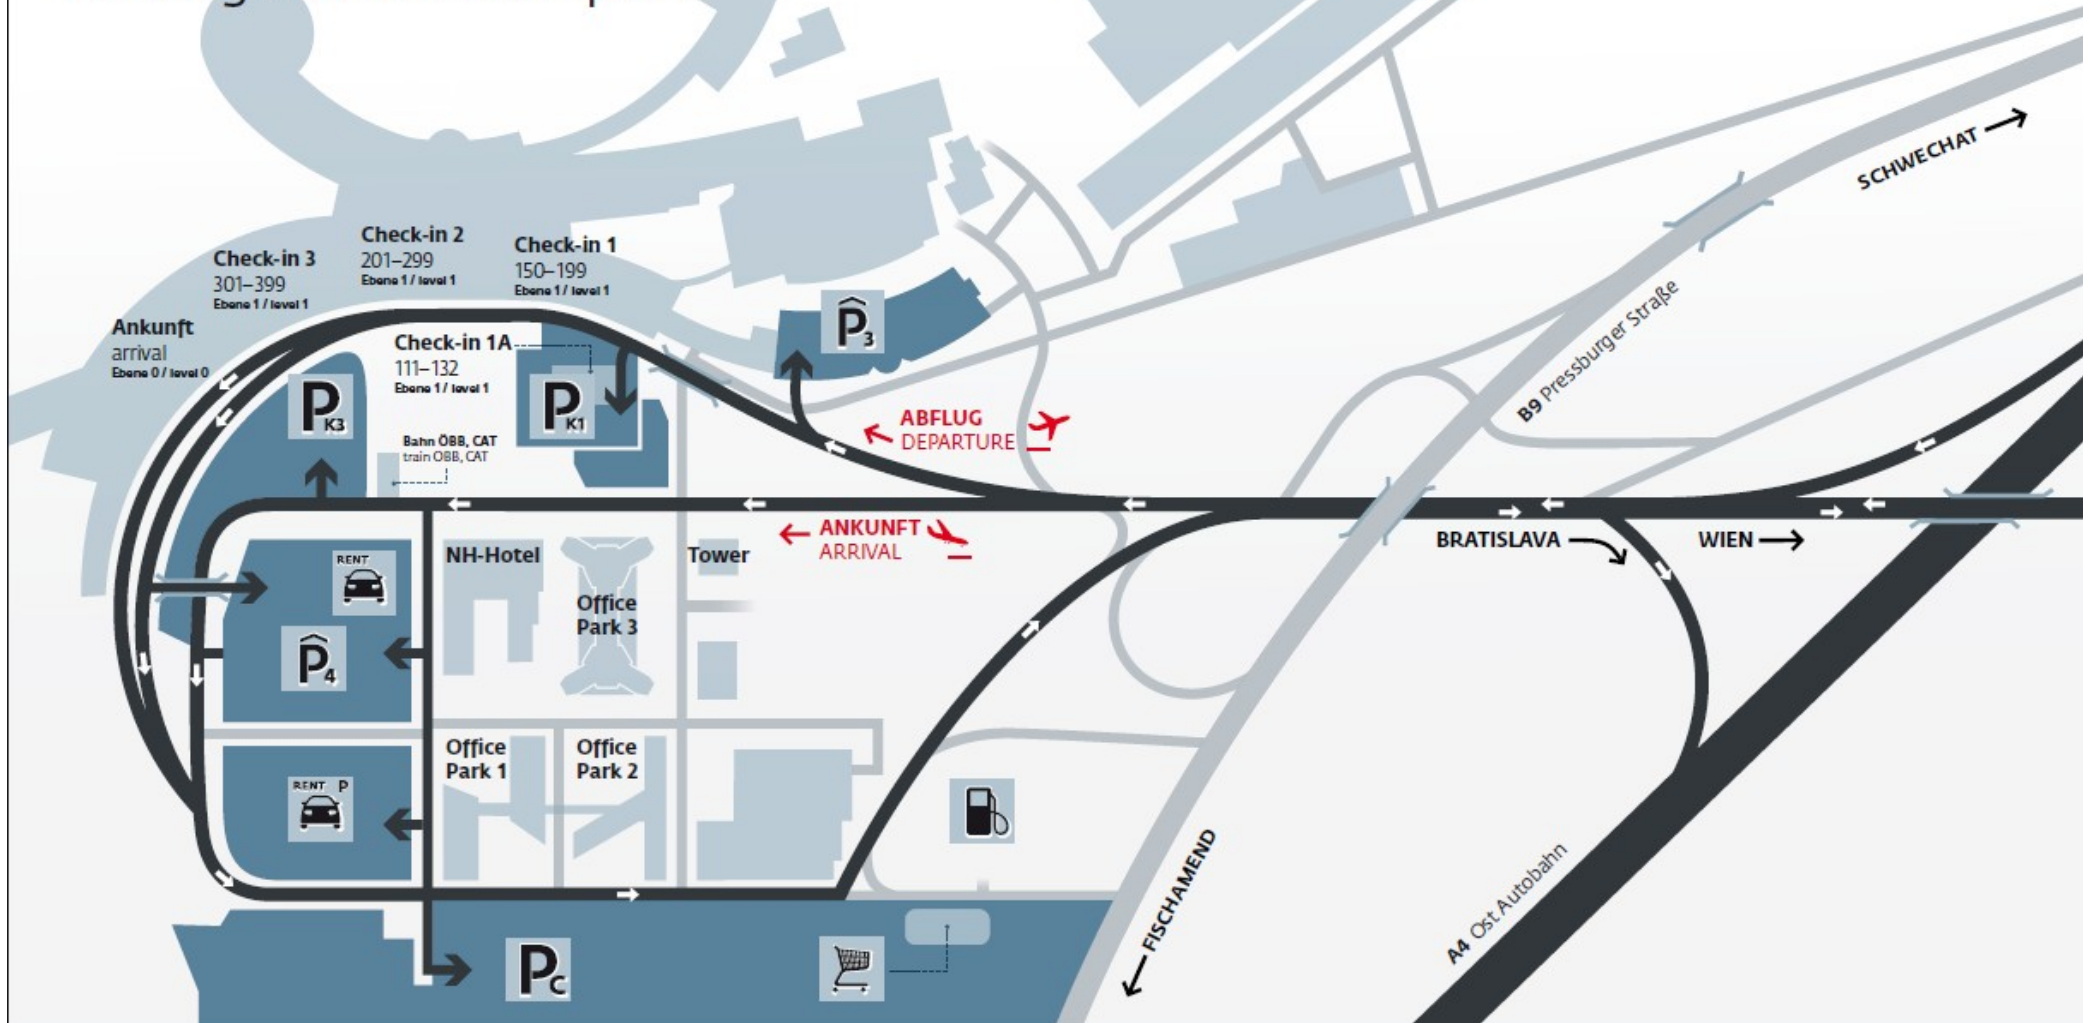 SCHWECHAT
Check-in 2
201–299
Ebene 1 / level 1
Check-in 1
150–199
Ebene 1 / level 1
Check-in 3
301–399
Ebene 1 / level 1
Ankunft
arrival
Ebene 0 / level 0
Check-in 1A
111–132
Ebene 1 / level 1
P3
B9 Pressburger Straße
PK3
PK1
ABFLUG
DEPARTURE
Bahn ÖBB, CAT
train ÖBB, CAT
ANKUNFT
ARRIVAL
BRATISLAVA
WIEN
NH-Hotel
Tower
RENT
Office
Park 3
P4
Office
Park 1
Office
Park 2
RENT P
FISCHAMEND
A4 Ost Autobahn
PC